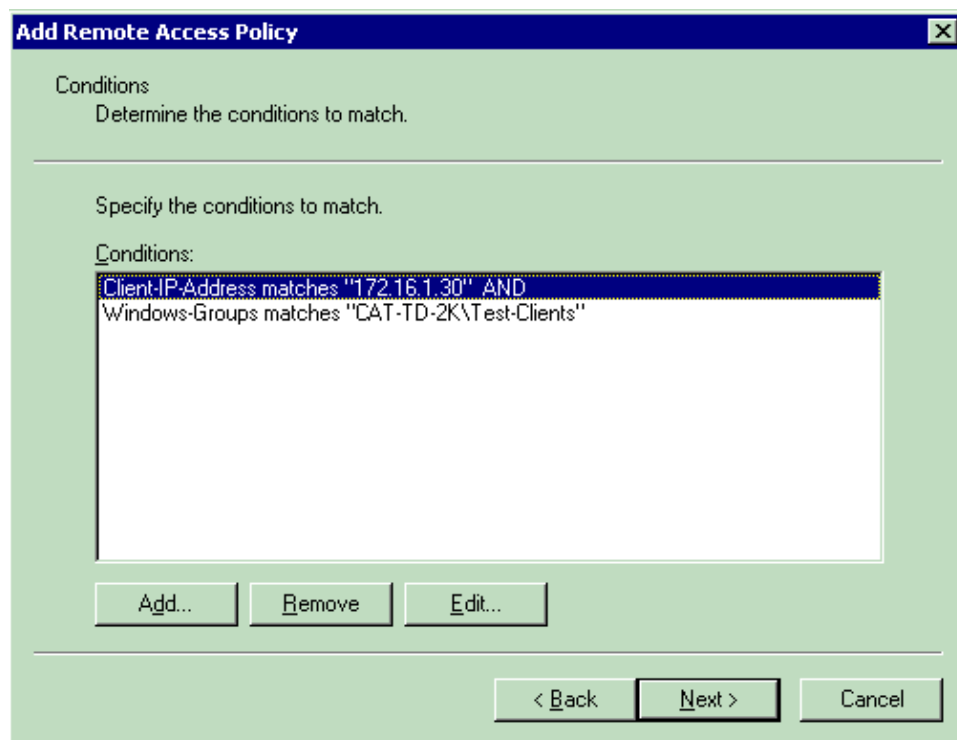 Add Remote Access Policy
Conditions
Determine the conditions to match.
Specify the conditions to match.
Conditions:
Client-IP-Address matches "172.16.1.30" AND
Windows-Groups matches "CAT-TD-2K\Test-Clients"
Add... Remove Edit...
< Back Next > Cancel